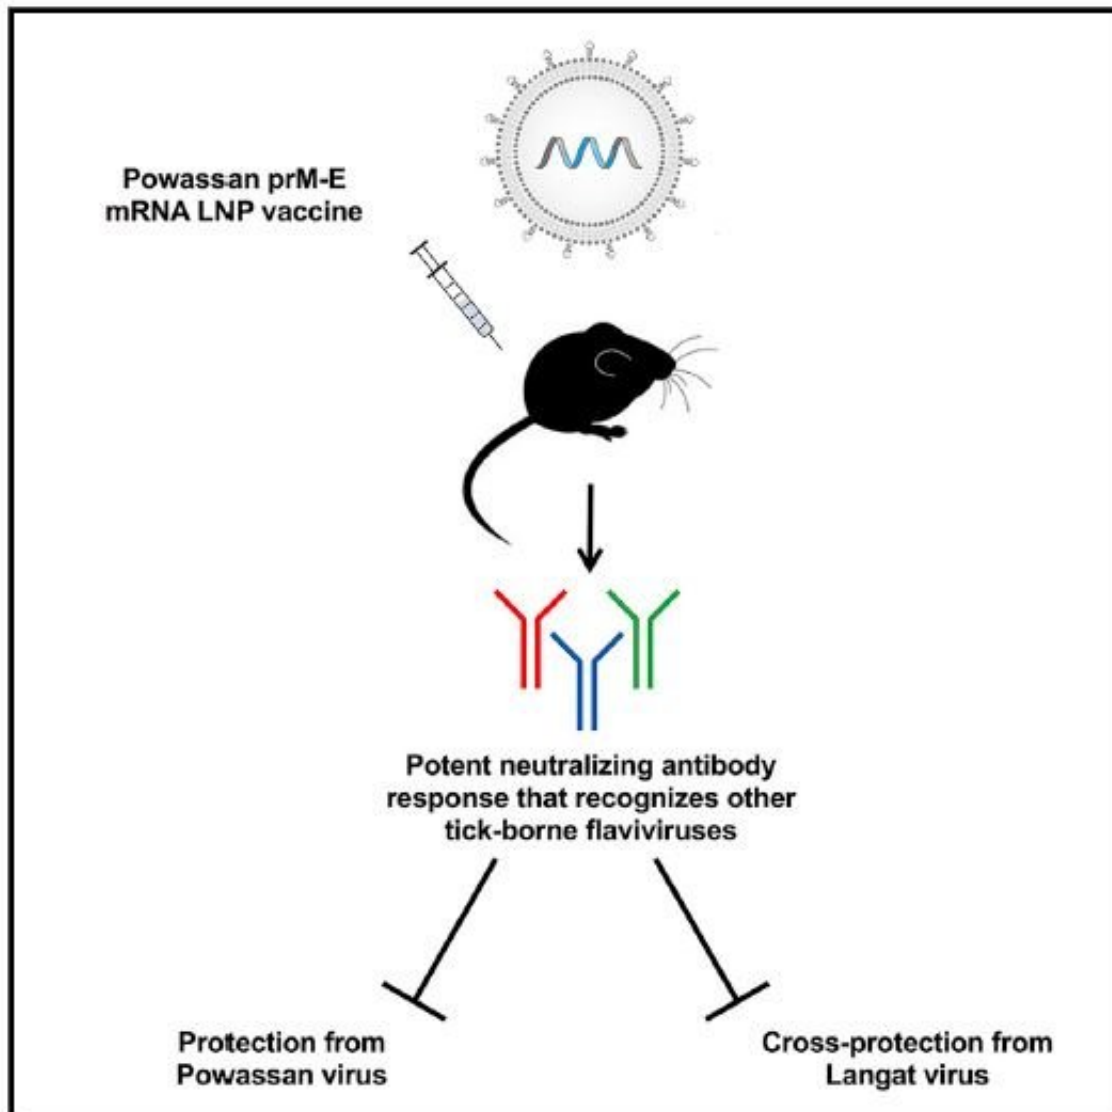 Powassan prM-E
mRNA LNP vaccine
Potent neutralizing antibody
response that recognizes other
tick-borne flaviviruses
Protection from
Powassan virus
Cross-protection from
Langat virus